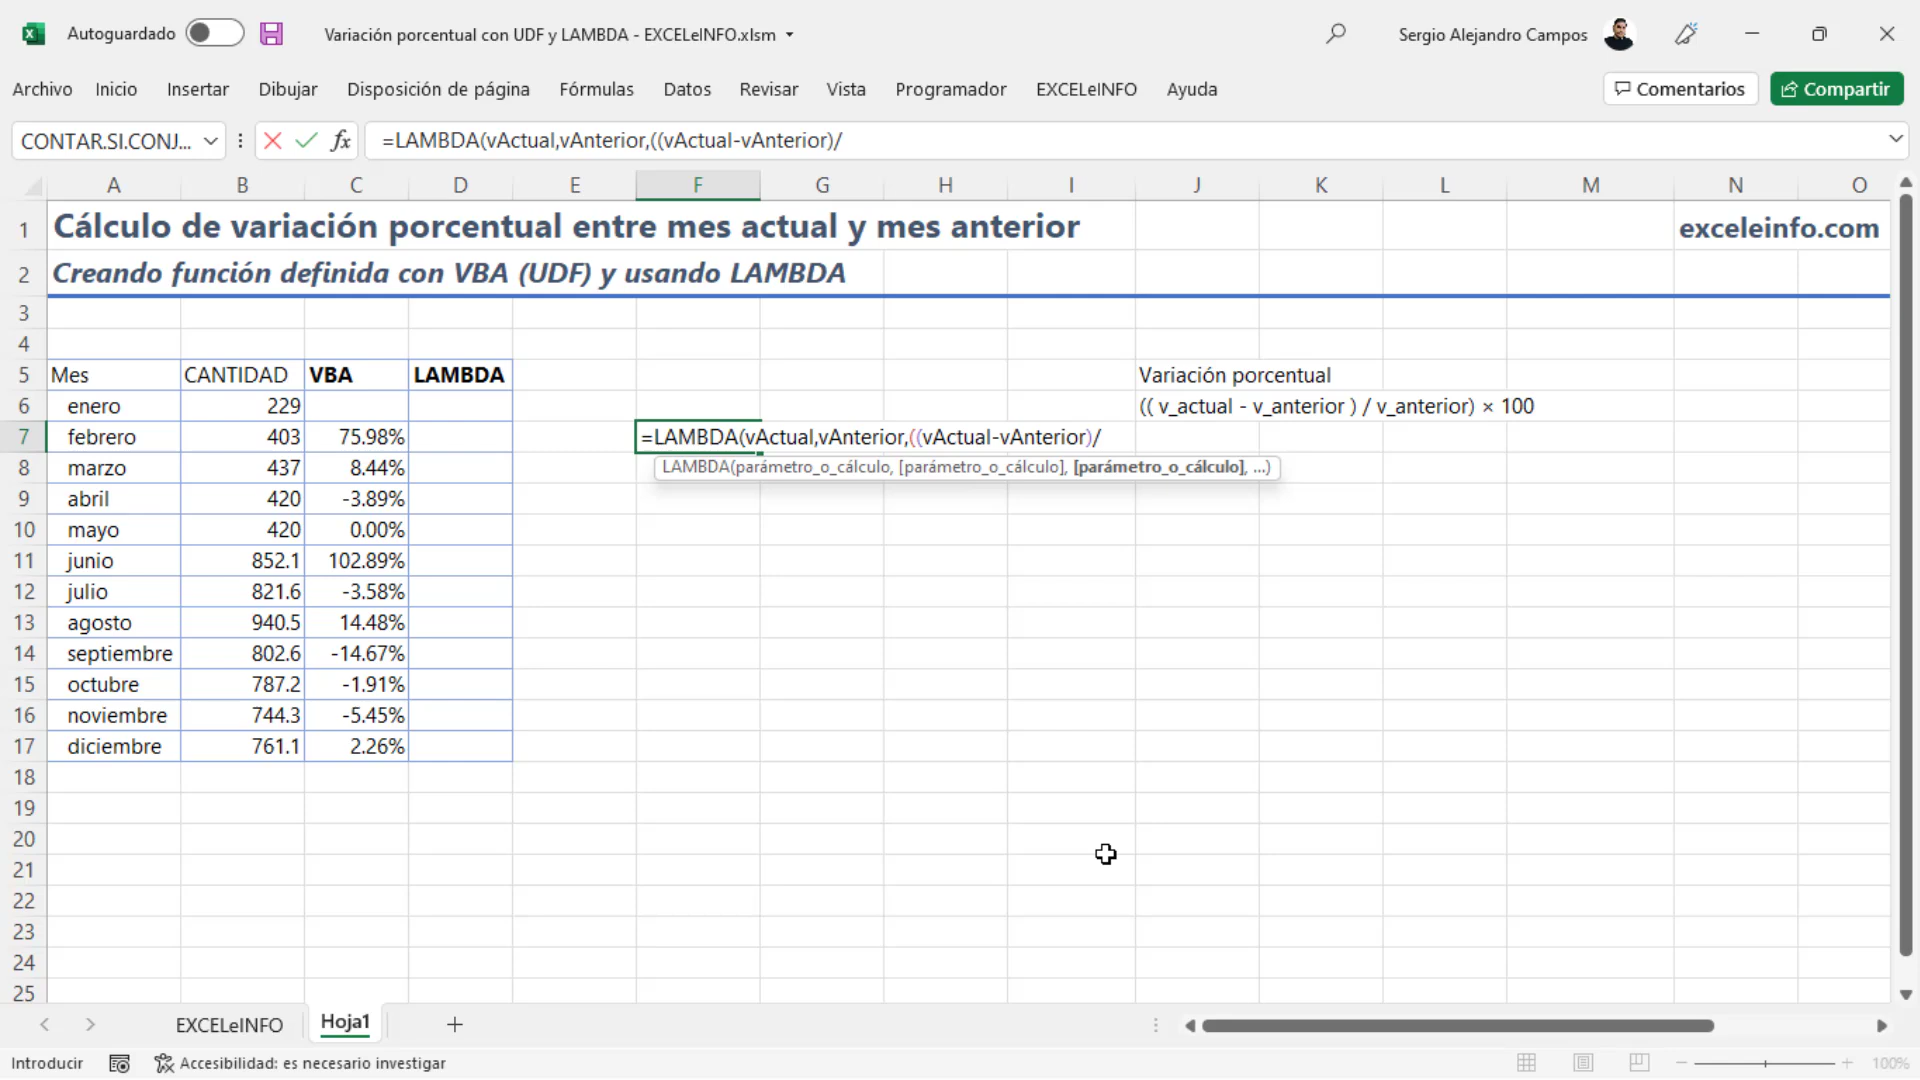 Autoguardado
Variación porcentual con UDF y LAMBDA - EXCELeINFO.xlsm
Sergio Alejandro Campos
Archivo Inicio Insertar Dibujar Disposición de página Fórmulas Datos Revisar Vista Programador EXCELeINFO Ayuda Comentarios Compartir
CONTAR.SI.CONJ... fx =LAMBDA(vActual,vAnterior,((vActual-vAnterior)/
A B C D E F G H I J K L M N O
1 Cálculo de variación porcentual entre mes actual y mes anterior exceleinfo.com
2 Creando función definida con VBA (UDF) y usando LAMBDA
3
4
5 Mes CANTIDAD VBA LAMBDA Variación porcentual
6 enero 229 (( v_actual - v_anterior ) / v_anterior) × 100
7 febrero 403 75.98% =LAMBDA(vActual,vAnterior,((vActual-vAnterior)/
8 marzo 437 8.44% LAMBDA(parámetro_o_cálculo, [parámetro_o_cálculo], [parámetro_o_cálculo], ...)
9 abril 420 -3.89%
10 mayo 420 0.00%
11 junio 852.1 102.89%
12 julio 821.6 -3.58%
13 agosto 940.5 14.48%
14 septiembre 802.6 -14.67%
15 octubre 787.2 -1.91%
16 noviembre 744.3 -5.45%
17 diciembre 761.1 2.26%
18
19
20
21
22
23
24
25
EXCELeINFO Hoja1
Introducir Accesibilidad: es necesario investigar 100%